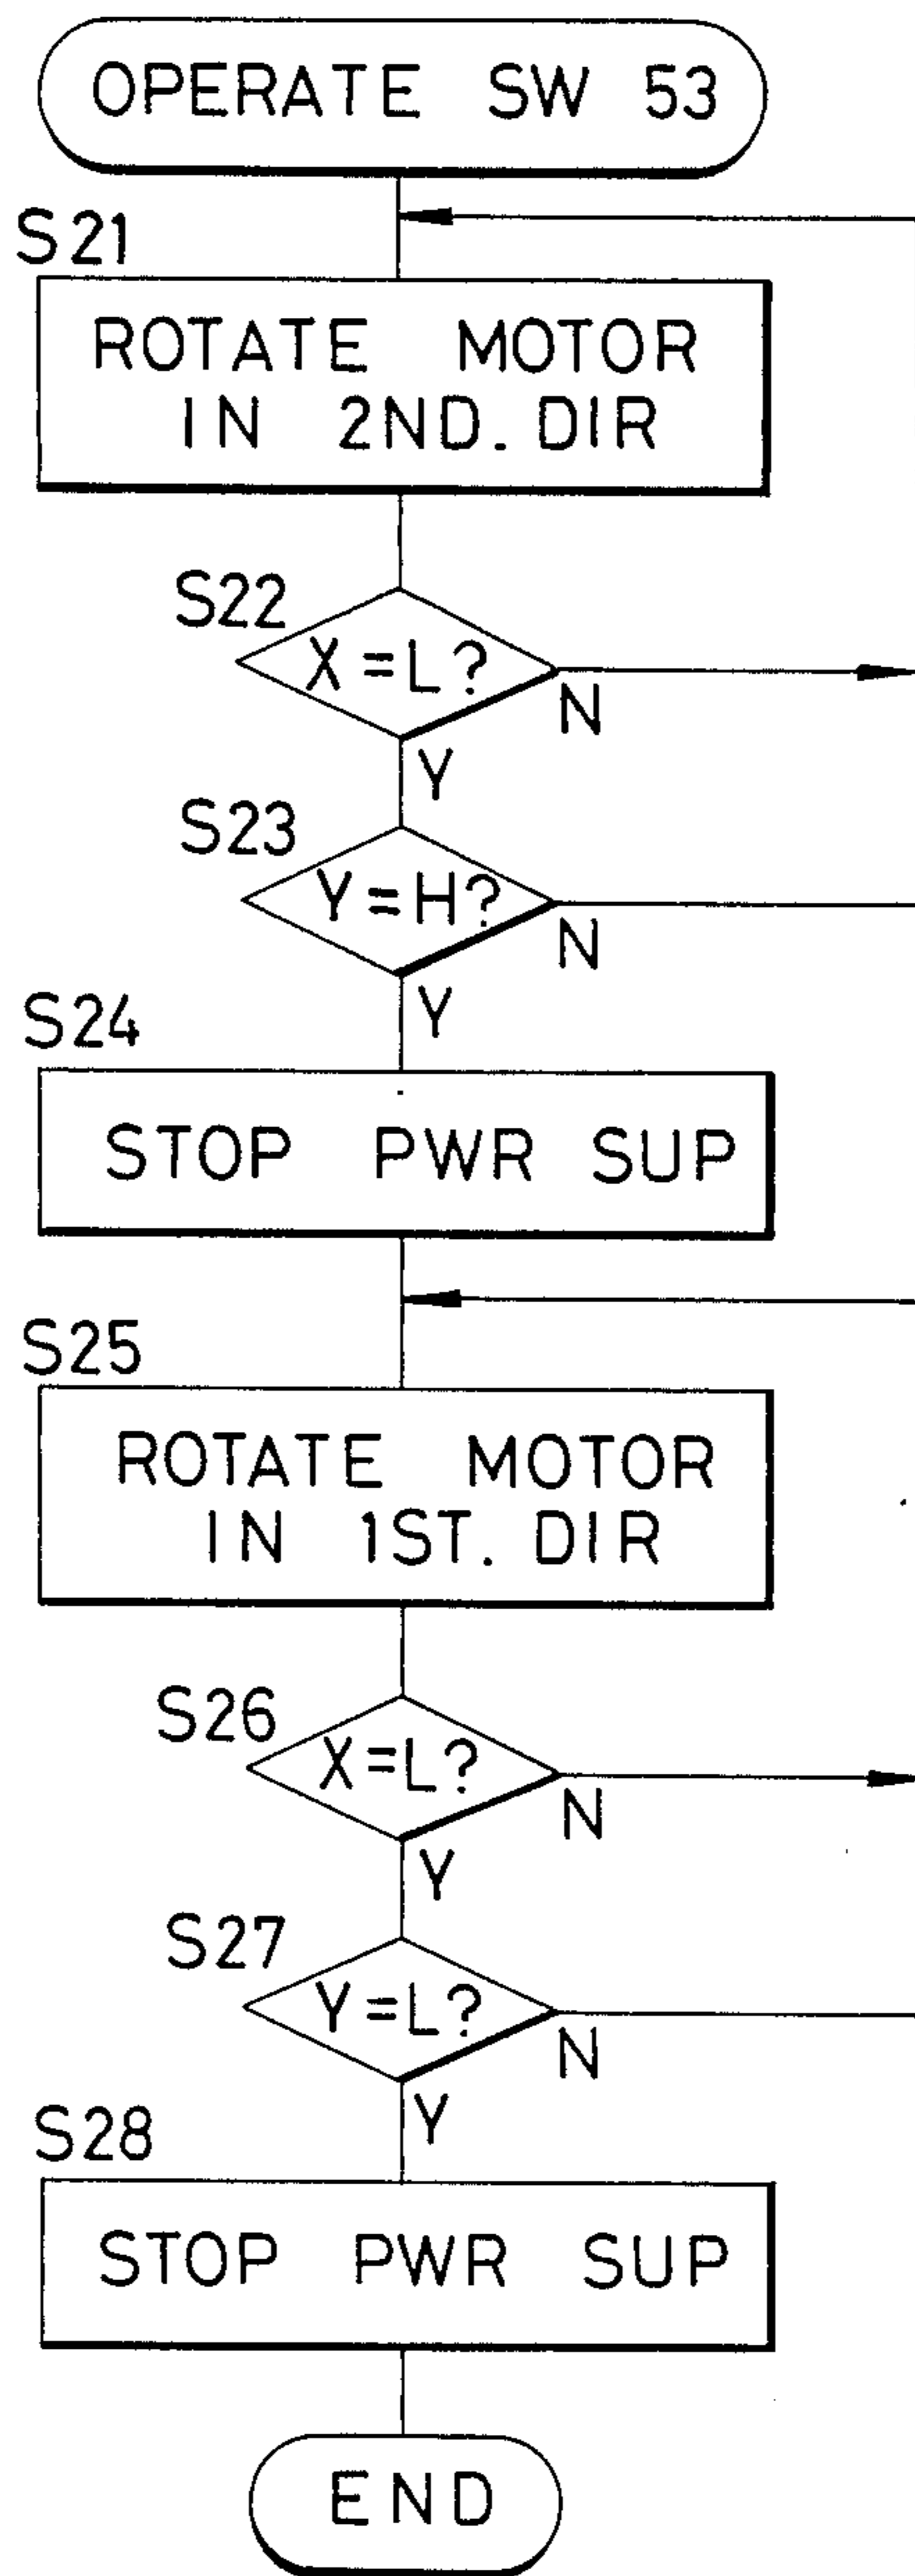 OPERATE SW 53
S21
ROTATE MOTOR
IN 2ND. DIR
S22
X=L?
N
Y
S23
Y=H?
N
Y
S24
STOP PWR SUP
S25
ROTATE MOTOR
IN 1ST. DIR
S26
X=L?
N
Y
S27
Y=L?
N
Y
S28
STOP PWR SUP
END